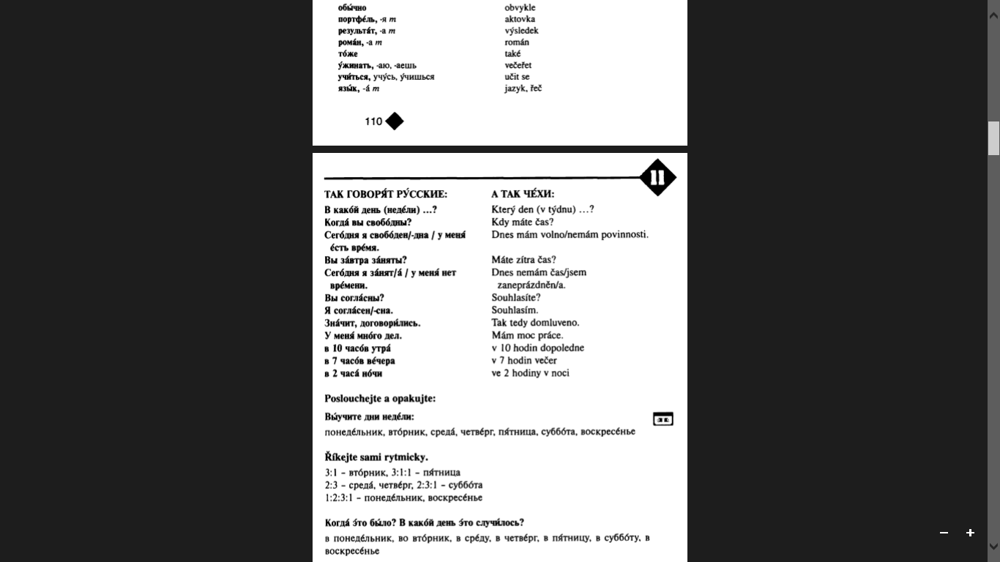 обы́чно obvykle
портфе́ль, -я m aktovka
результа́т, -а m výsledek
рома́н, -а m román
то́же také
у́жинать, -аю, -аешь večeřet
учи́ться, учу́сь, у́чишься učit se
язы́к, -а́ m jazyk, řeč
110
11
ТАК ГОВОРЯ́Т РУ́ССКИЕ: А ТАК ЧЕ́ХИ:
В како́й день (неде́ли) …? Který den (v týdnu) …?
Когда́ вы свобо́дны? Kdy máte čas?
Сего́дня я свобо́ден/-дна / у меня́ Dnes mám volno/nemám povinnosti.
е́сть вре́мя.
Вы за́втра за́няты? Máte zítra čas?
Сего́дня я за́нят/а́ / у меня́ нет Dnes nemám čas/jsem
вре́мени. zaneprázdněn/a.
Вы согла́сны? Souhlasíte?
Я согла́сен/-сна. Souhlasím.
Зна́чит, договори́лись. Tak tedy domluveno.
У меня́ мно́го дел. Mám moc práce.
в 10 часо́в утра́ v 10 hodin dopoledne
в 7 часо́в ве́чера v 7 hodin večer
в 2 часа́ но́чи ve 2 hodiny v noci
Poslouchejte a opakujte:
Вы́учите дни неде́ли:
понеде́льник, вто́рник, среда́, четве́рг, пя́тница, суббо́та, воскресе́нье
Říkejte sami rytmicky.
3:1 – вто́рник, 3:1:1 – пя́тница
2:3 – среда́, четве́рг, 2:3:1 – суббо́та
1:2:3:1 – понеде́льник, воскресе́нье
Когда́ э́то бы́ло? В како́й день э́то случи́лось?
в понеде́льник, во вто́рник, в сре́ду, в четве́рг, в пя́тницу, в суббо́ту, в
воскресе́нье